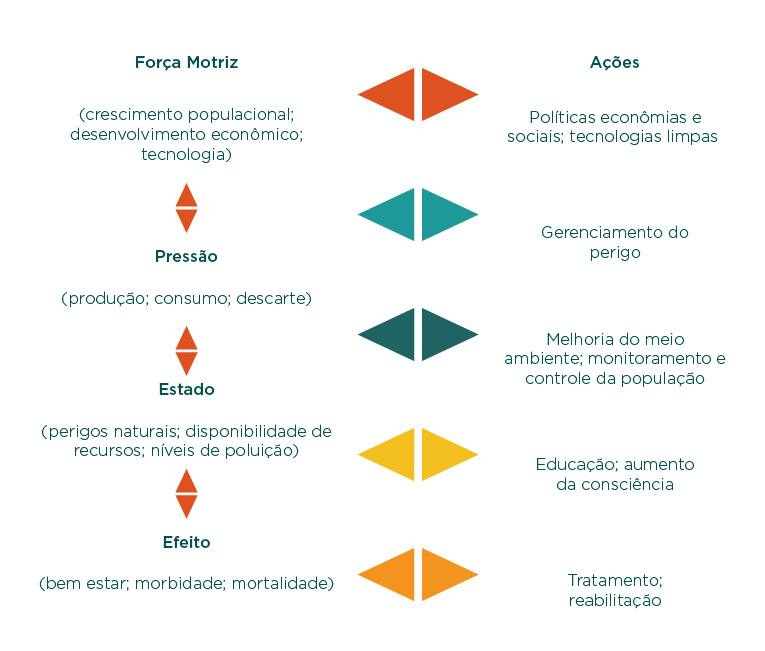 Força Motriz
(crescimento populacional;
desenvolvimento econômico;
tecnologia)
Pressão
(produção; consumo; descarte)
Estado
(perigos naturais; disponibilidade de
recursos; níveis de poluição)
Efeito
(bem estar; morbidade; mortalidade)
Ações
Políticas econômias e
sociais; tecnologias limpas
Gerenciamento do
perigo
Melhoria do meio
ambiente; monitoramento e
controle da população
Educação; aumento
da consciência
Tratamento;
reabilitação